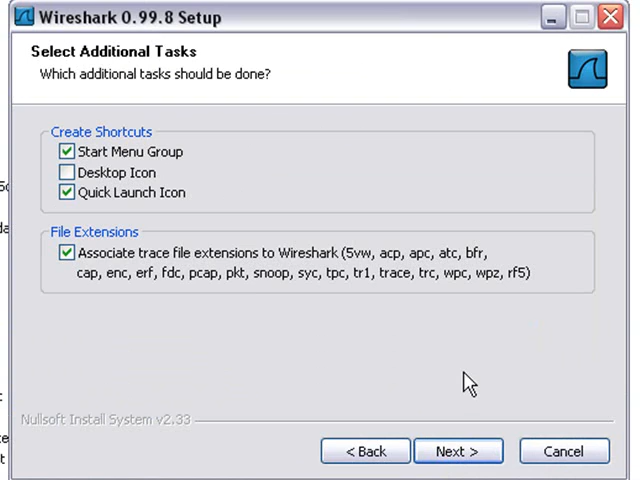 Wireshark 0.99.8 Setup
Select Additional Tasks
Which additional tasks should be done?
Create Shortcuts
Start Menu Group
Desktop Icon
Quick Launch Icon
File Extensions
Associate trace file extensions to Wireshark (5vw, acp, apc, atc, bfr,
cap, enc, erf, fdc, pcap, pkt, snoop, syc, tpc, tr1, trace, trc, wpc, wpz, rf5)
Nullsoft Install System v2.33
< Back
Next >
Cancel